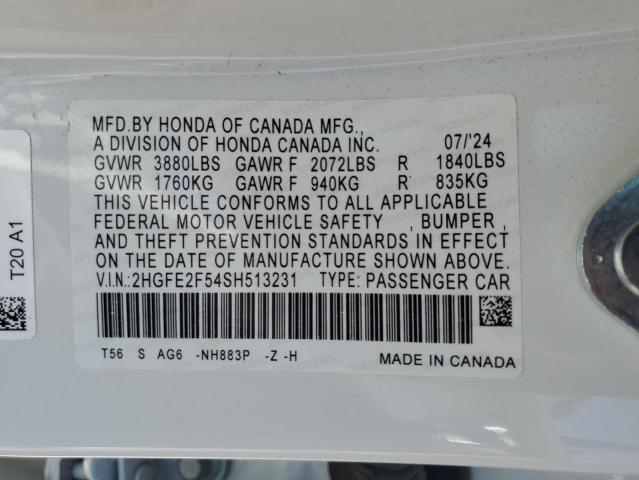 MFD.BY HONDA OF CANADA MFG.,
A DIVISION OF HONDA CANADA INC. 07/'24
GVWR 3880LBS GAWR F 2072LBS R 1840LBS
GVWR 1760KG GAWR F 940KG R 835KG
THIS VEHICLE CONFORMS TO ALL APPLICABLE
FEDERAL MOTOR VEHICLE SAFETY , BUMPER ,
AND THEFT PREVENTION STANDARDS IN EFFECT
ON THE DATE OF MANUFACTURE SHOWN ABOVE.
V.I.N.:2HGFE2F54SH513231 TYPE: PASSENGER CAR
T56 S AG6 -NH883P -Z -H
MADE IN CANADA
T20 A1